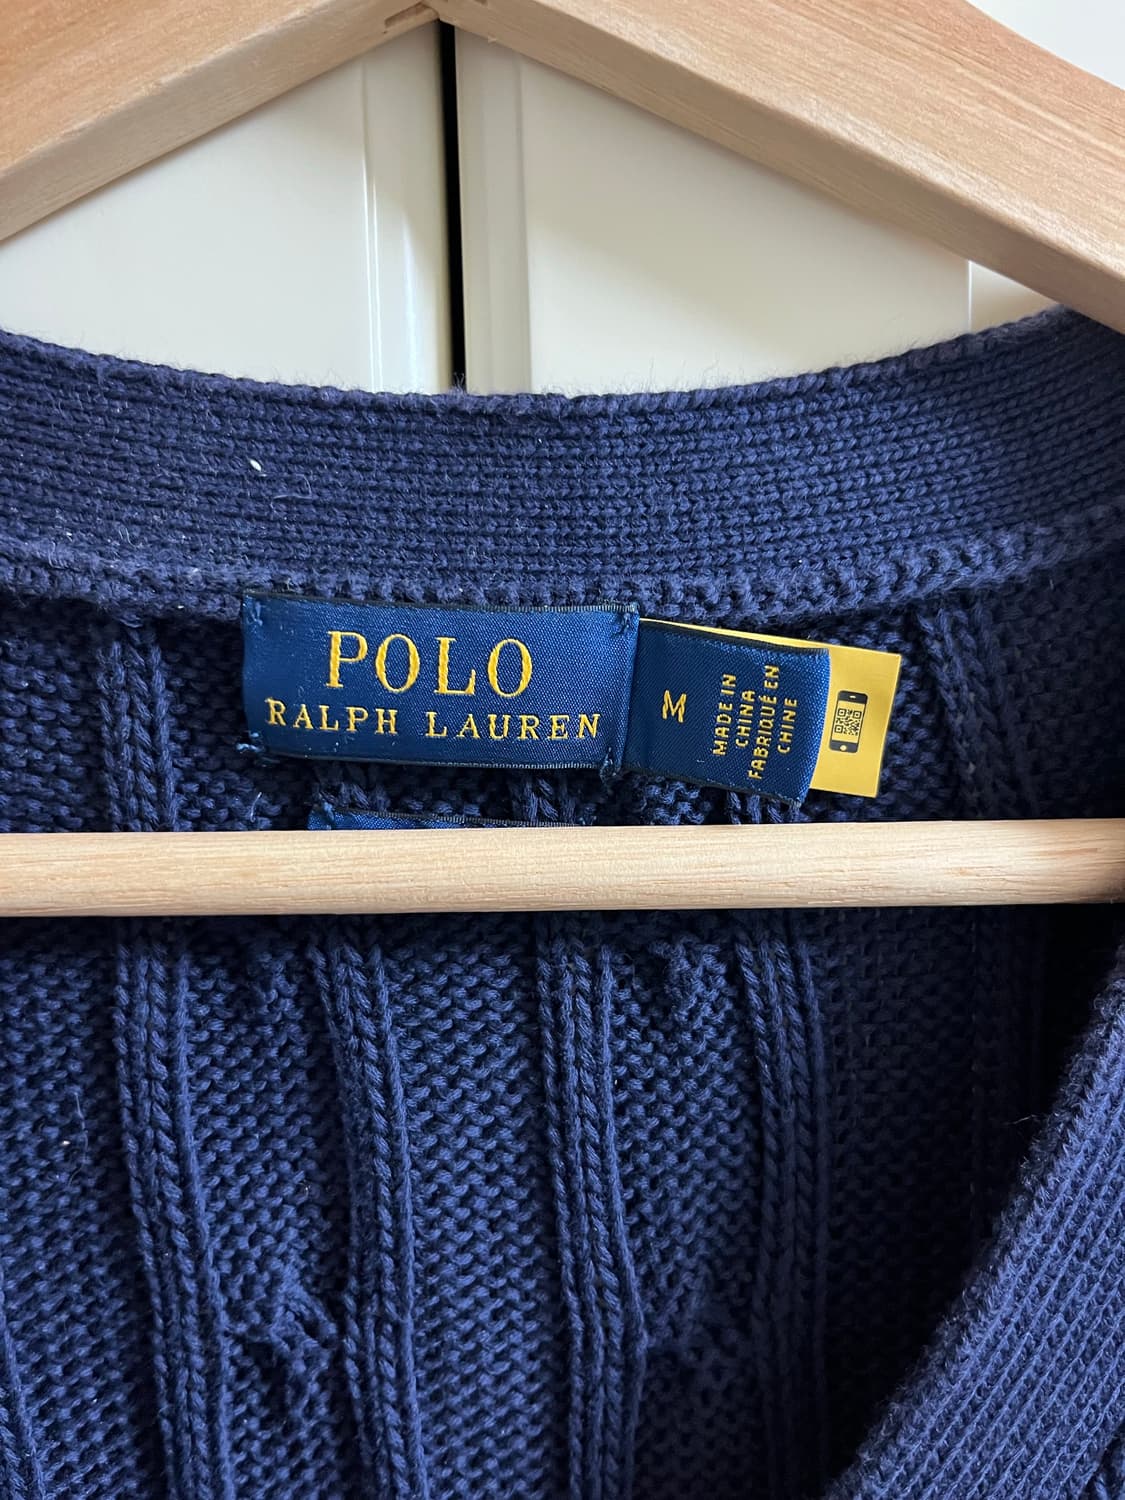 POLO
RALPH LAUREN
M
MADE IN
CHINA
FABRIQUÉ EN
CHINE